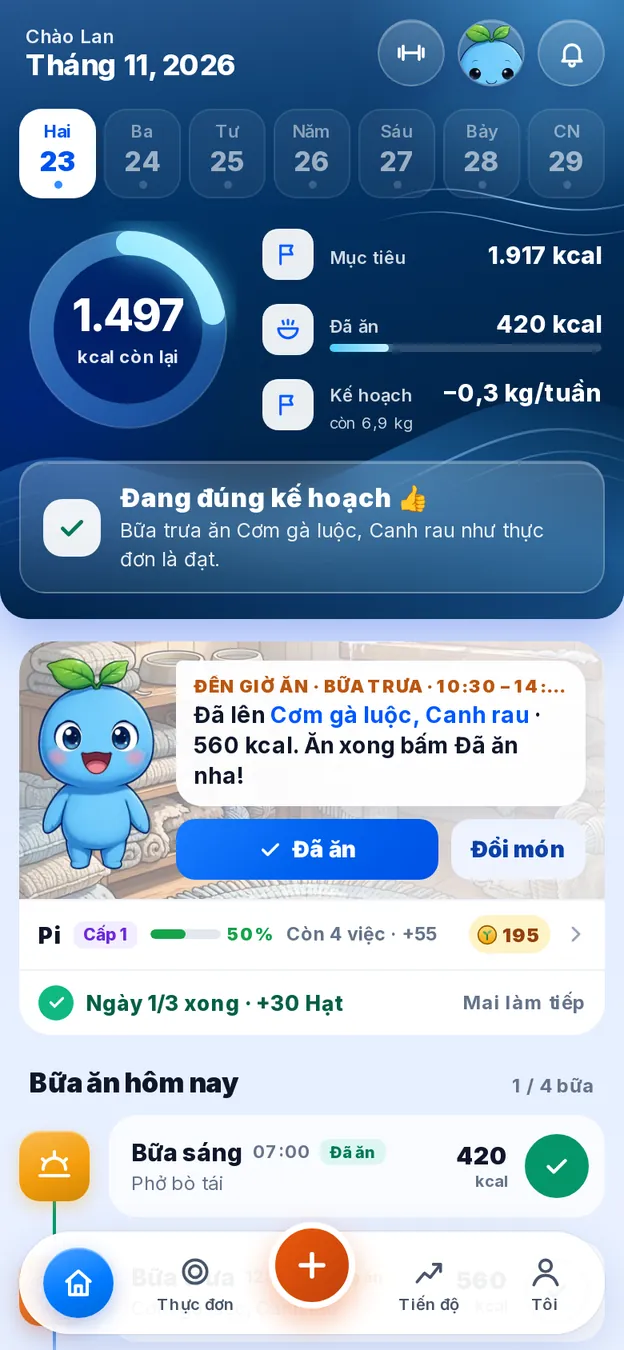 Chào Lan
Tháng 11, 2026
Hai
23
Ba
24
Tư
25
Năm
26
Sáu
27
Bảy
28
CN
29
1.497
kcal còn lại
Mục tiêu
1.917 kcal
Đã ăn
420 kcal
Kế hoạch
−0,3 kg/tuần
còn 6,9 kg
Đang đúng kế hoạch 👍
Bữa trưa ăn Cơm gà luộc, Canh rau như thực
đơn là đạt.
ĐẾN GIỜ ĂN · BỮA TRƯA · 10:30 – 14:...
Đã lên Cơm gà luộc, Canh rau ·
560 kcal. Ăn xong bấm Đã ăn
nha!
Đã ăn
Đổi món
Pi
Cấp 1
50%
Còn 4 việc · +55
195
Ngày 1/3 xong · +30 Hạt
Mai làm tiếp
Bữa ăn hôm nay
1 / 4 bữa
Bữa sáng 07:00 Đã ăn
420
Phở bò tái
kcal
560
kcal
Thực đơn
Tiến độ
Tôi